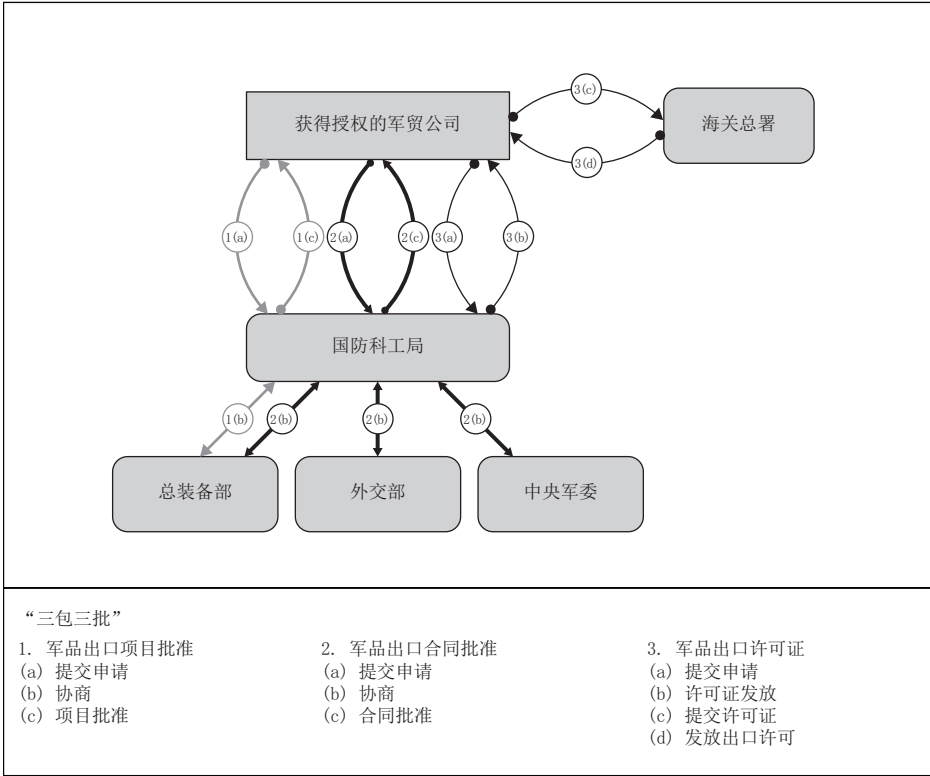 获得授权的军贸公司
海关总署
3(c)
3(d)
1(a)
1(c)
2(a)
2(c)
3(a)
3(b)
国防科工局
1(b)
2(b)
2(b)
2(b)
总装备部
外交部
中央军委
“三包三批”
1. 军品出口项目批准
(a) 提交申请
(b) 协商
(c) 项目批准
2. 军品出口合同批准
(a) 提交申请
(b) 协商
(c) 合同批准
3. 军品出口许可证
(a) 提交申请
(b) 许可证发放
(c) 提交许可证
(d) 发放出口许可